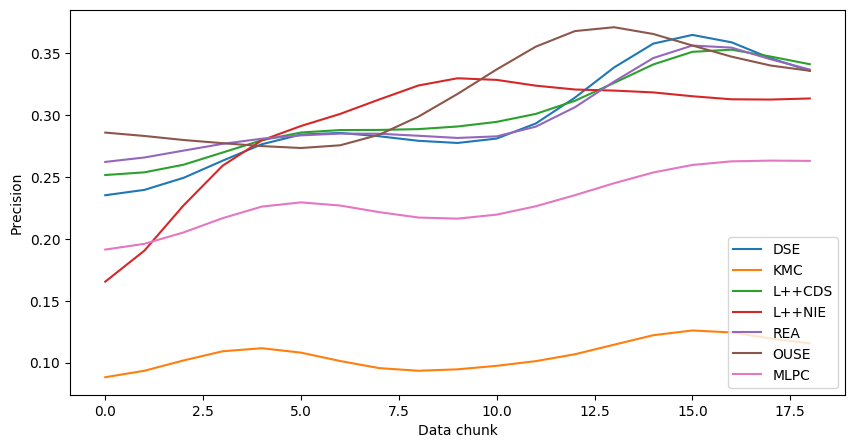 0.35
0.30
0.25
0.20
0.15
0.10
Precision
0.0 2.5 5.0 7.5 10.0 12.5 15.0 17.5
Data chunk
DSE
KMC
L++CDS
L++NIE
REA
OUSE
MLPC